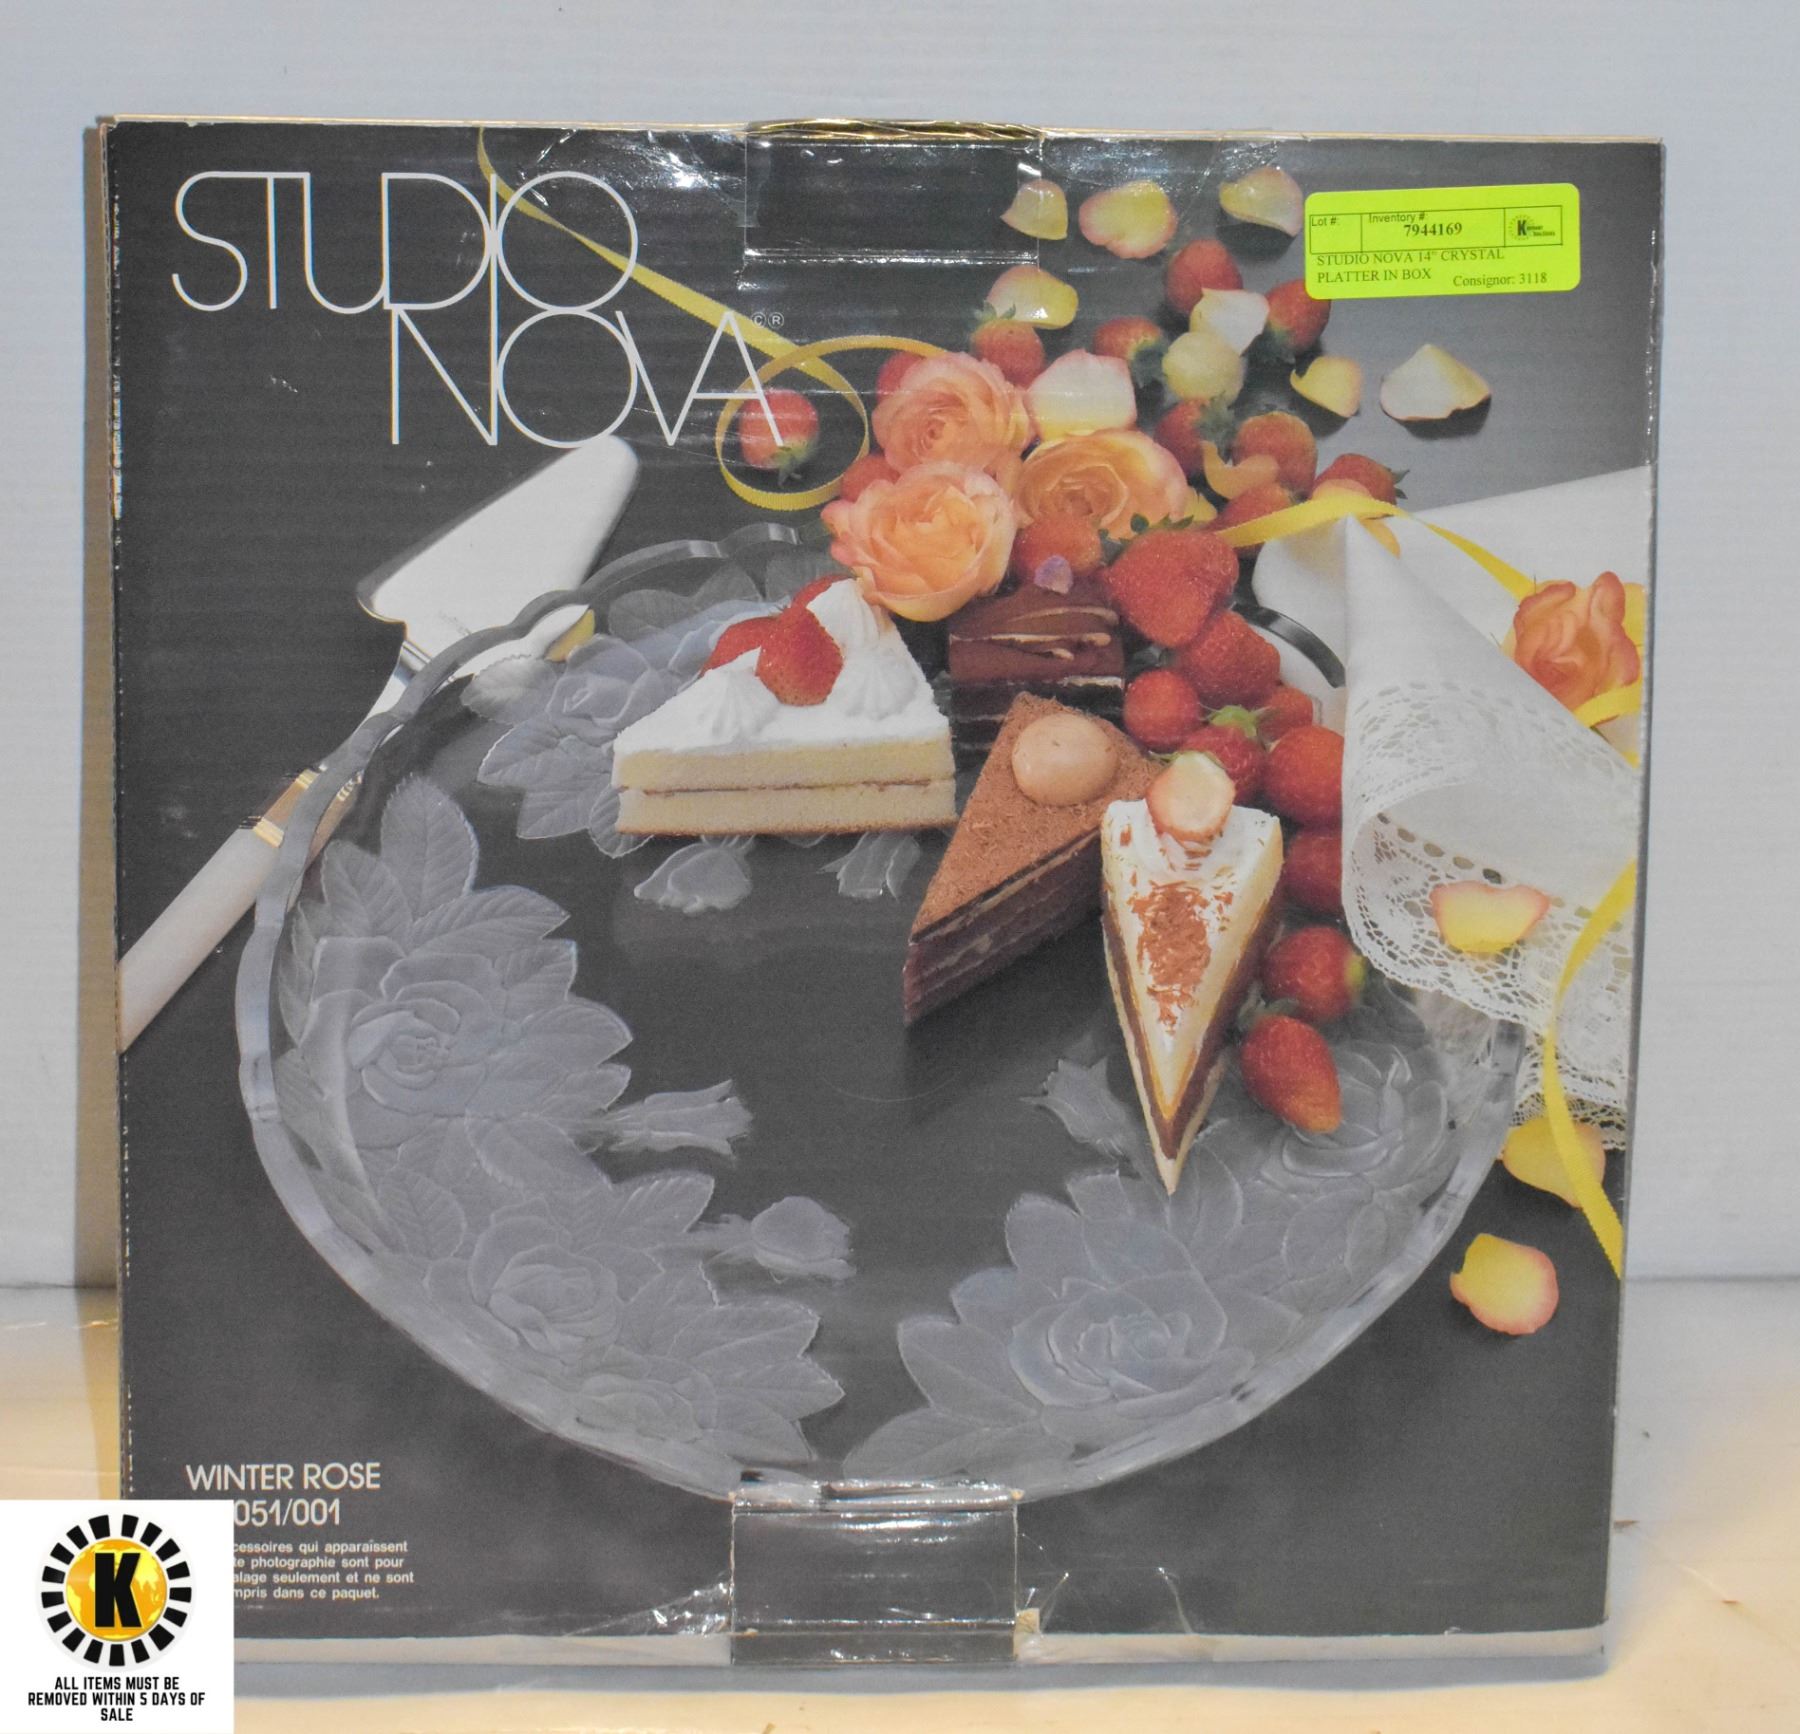 STUDIO
NOVA ©®
Lot #:
Inventory #
7944169
K
STUDIO NOVA 14" CRYSTAL
PLATTER IN BOX Consignor: 3118
WINTER ROSE
051/001
cessoires qui apparaissent
te photographie sont pour
alage seulement et ne sont
mpris dans ce paquet.
K
ALL ITEMS MUST BE
REMOVED WITHIN 5 DAYS OF
SALE